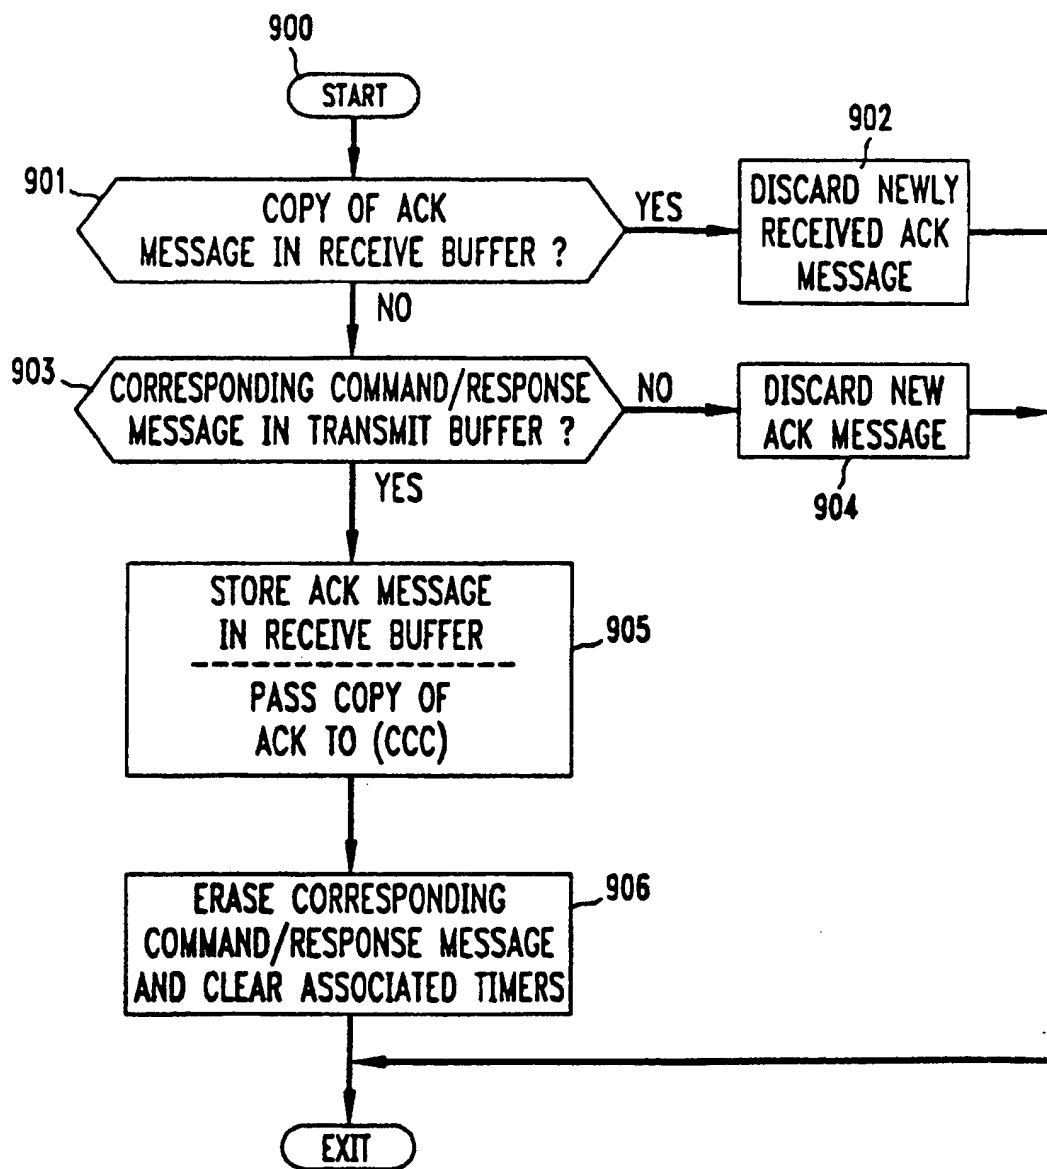 900
START
901
COPY OF ACK
MESSAGE IN RECEIVE BUFFER ?
YES
902
DISCARD NEWLY
RECEIVED ACK
MESSAGE
NO
903
CORRESPONDING COMMAND/RESPONSE
MESSAGE IN TRANSMIT BUFFER ?
NO
DISCARD NEW
ACK MESSAGE
904
YES
STORE ACK MESSAGE
IN RECEIVE BUFFER
PASS COPY OF
ACK TO (CCC)
905
ERASE CORRESPONDING
COMMAND/RESPONSE MESSAGE
AND CLEAR ASSOCIATED TIMERS
906
EXIT